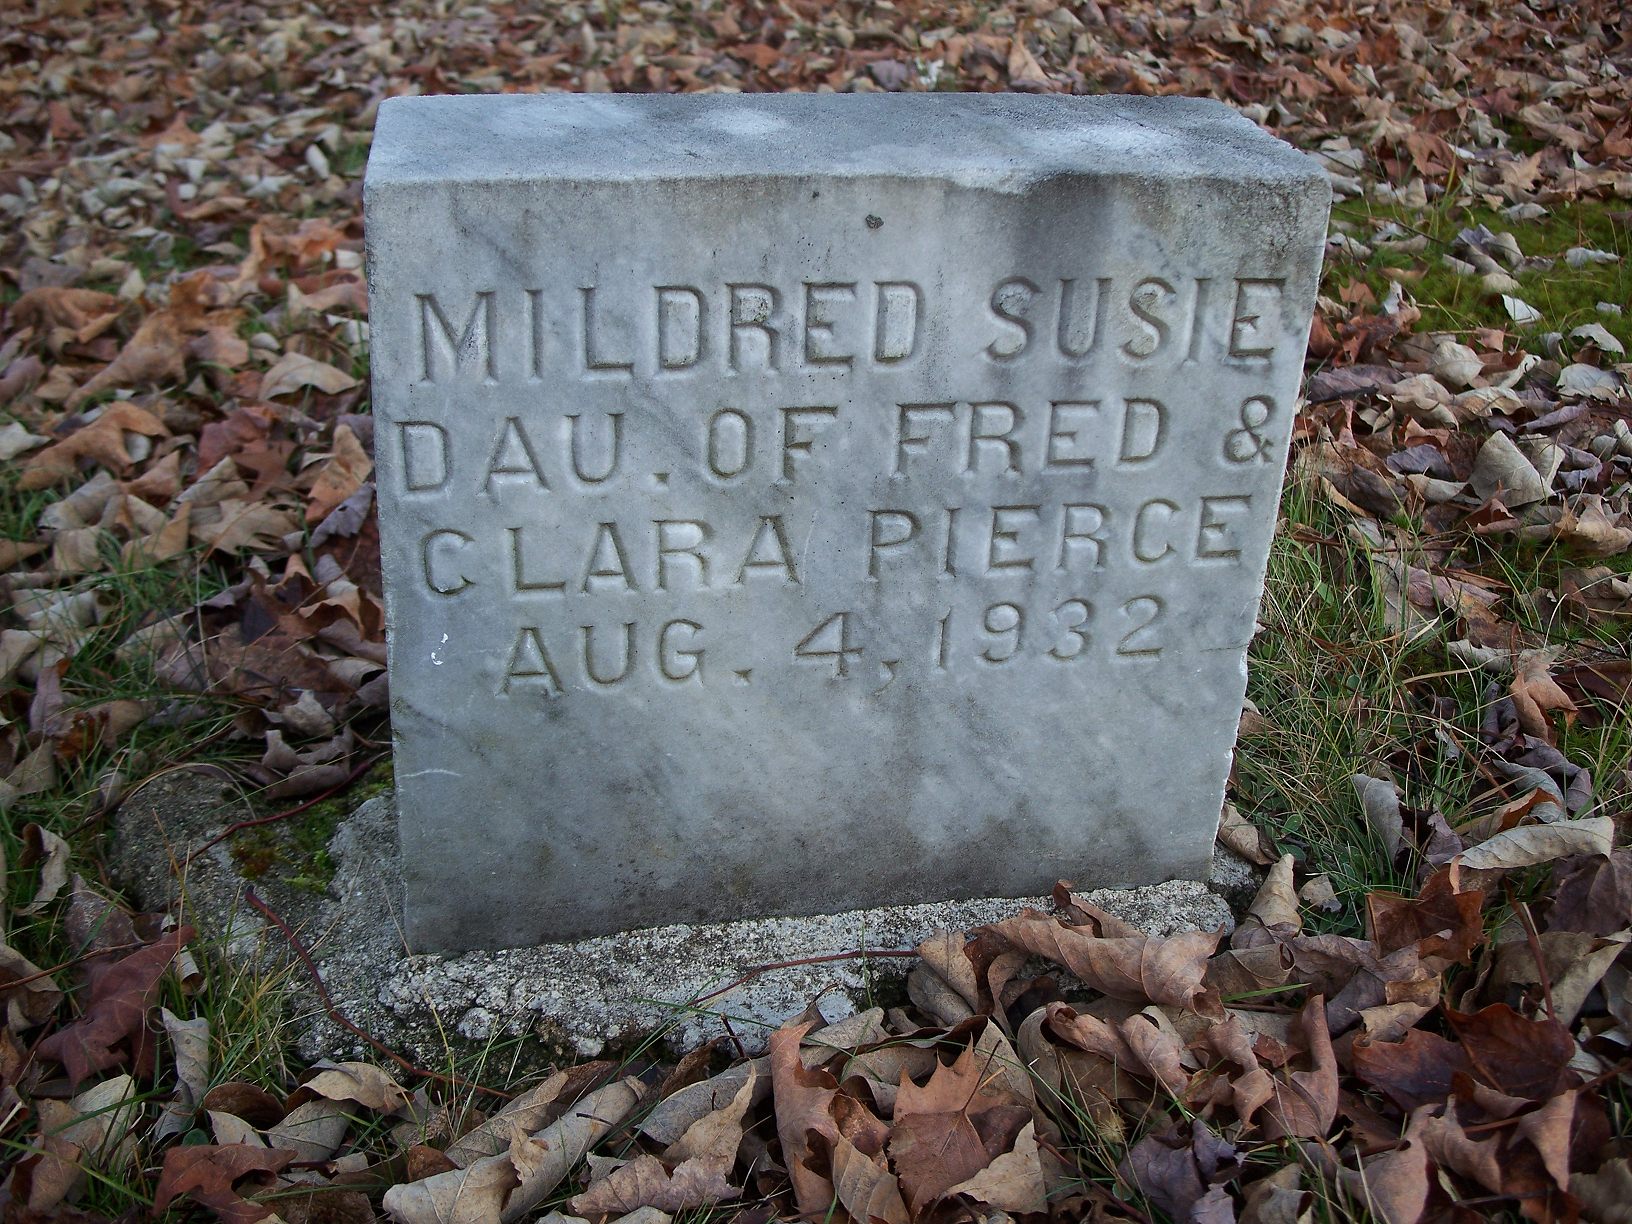 MILDRED SUSIE
DAU. OF FRED &
CLARA PIERCE
AUG. 4, 1932